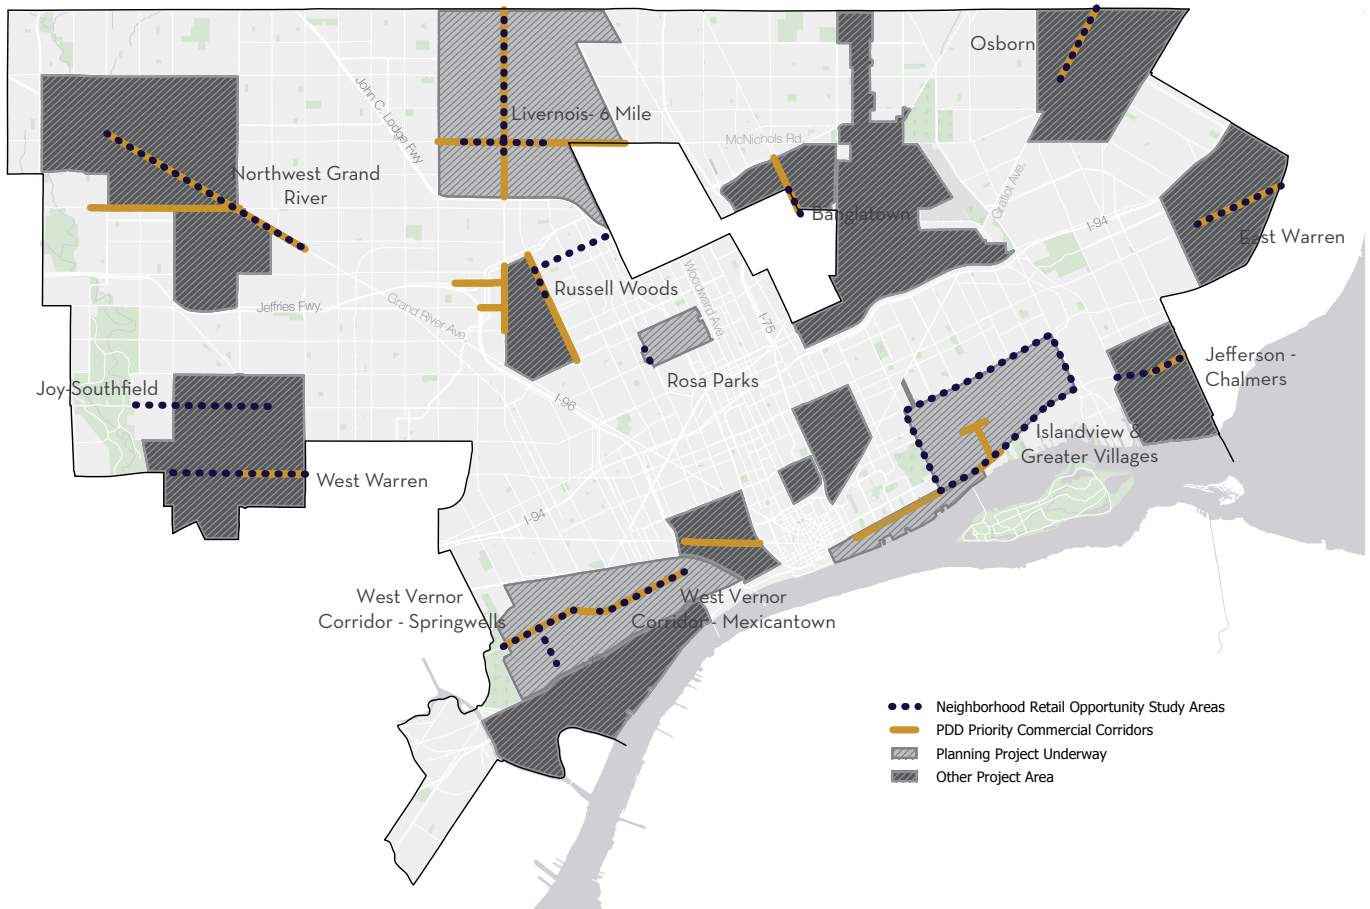 Osborn
John C. Lodge Fwy
Livernois- 6 Mile
McNichols Rd
Northwest Grand
River
Gratiot Ave.
Banglatown
I-94
East Warren
Russell Woods
Woodward Ave.
Jeffries Fwy.
Grand River Ave.
I-75
Jefferson -
Chalmers
Rosa Parks
Joy-Southfield
I-96
Islandview &
Greater Villages
West Warren
I-94
West Vernor
Corridor - Springwells
West Vernor
Corridor - Mexicantown
Neighborhood Retail Opportunity Study Areas
PDD Priority Commercial Corridors
Planning Project Underway
Other Project Area